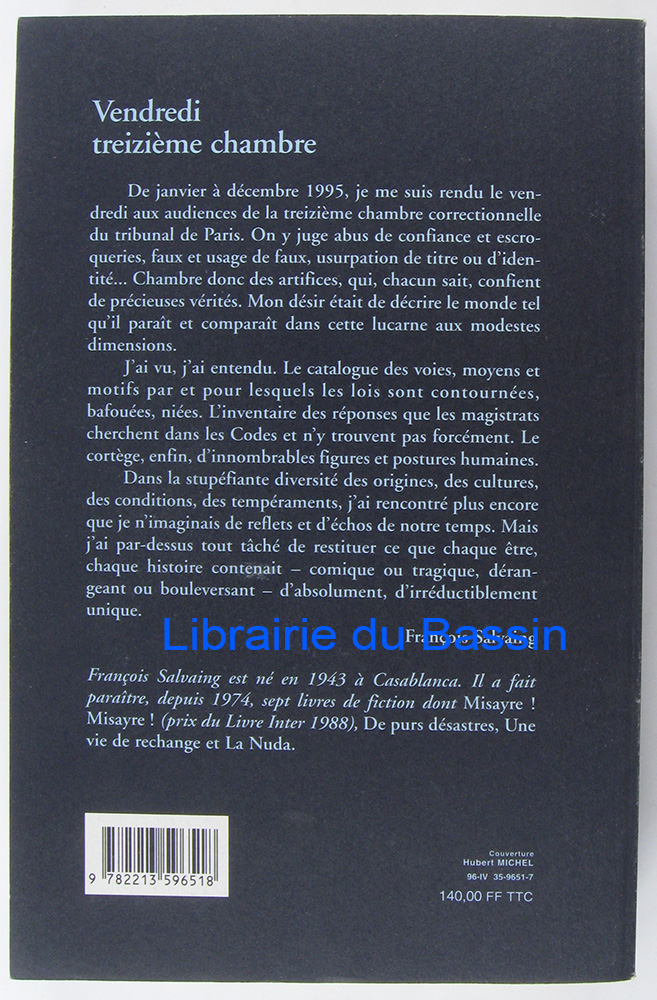 Vendredi
treizième chambre
De janvier à décembre 1995, je me suis rendu le ven-
dredi aux audiences de la treizième chambre correctionnelle
du tribunal de Paris. On y juge abus de confiance et escro-
queries, faux et usage de faux, usurpation de titre ou d'iden-
tité... Chambre donc des artifices, qui, chacun sait, confient
de précieuses vérités. Mon désir était de décrire le monde tel
qu'il paraît et comparaît dans cette lucarne aux modestes
dimensions.
J'ai vu, j'ai entendu. Le catalogue des voies, moyens et
motifs par et pour lesquels les lois sont contournées,
bafouées, niées. L'inventaire des réponses que les magistrats
cherchent dans les Codes et n'y trouvent pas forcément. Le
cortège, enfin, d'innombrables figures et postures humaines.
Dans la stupéfiante diversité des origines, des cultures,
des conditions, des tempéraments, j'ai rencontré plus encore
que je n'imaginais de reflets et d'échos de notre temps. Mais
j'ai par-dessus tout tâché de restituer ce que chaque être,
chaque histoire contenait – comique ou tragique, déran-
geant ou bouleversant – d'absolument, d'irréductiblement
unique.
François Salvaing
Librairie du Bassin
François Salvaing est né en 1943 à Casablanca. Il a fait
paraître, depuis 1974, sept livres de fiction dont Misayre !
Misayre ! (prix du Livre Inter 1988), De purs désastres, Une
vie de rechange et La Nuda.
9 782213 596518
Couverture
Hubert MICHEL
96-IV 35-9651-7
140,00 FF TTC